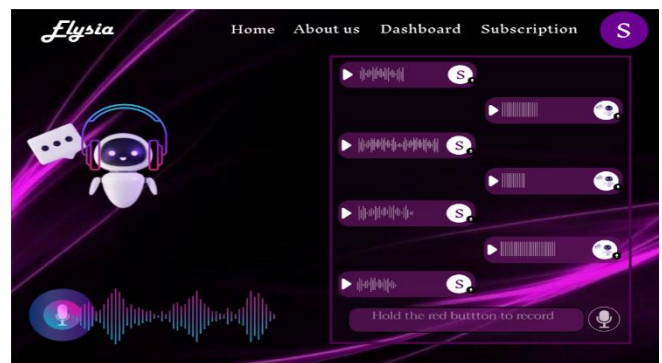 Elysia
Home About us Dashboard Subscription S
S
S
S
S
Hold the red buttton to record